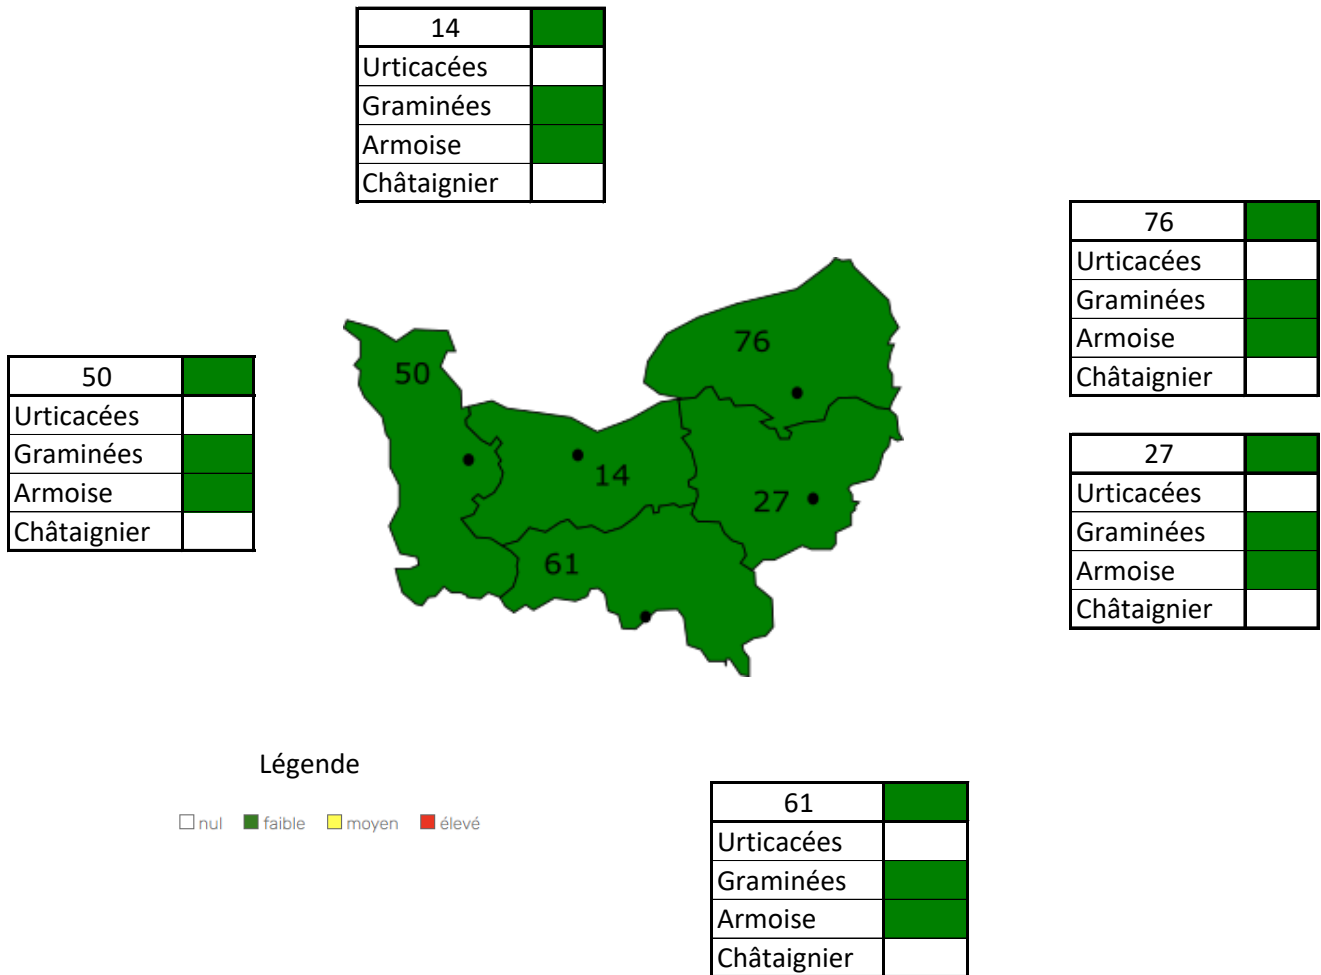 14
Urticacées
Graminées
Armoise
Châtaignier
76
Urticacées
Graminées
Armoise
Châtaignier
50
Urticacées
Graminées
Armoise
Châtaignier
76
50
14
27
61
27
Urticacées
Graminées
Armoise
Châtaignier
Légende
nul faible moyen élevé
61
Urticacées
Graminées
Armoise
Châtaignier